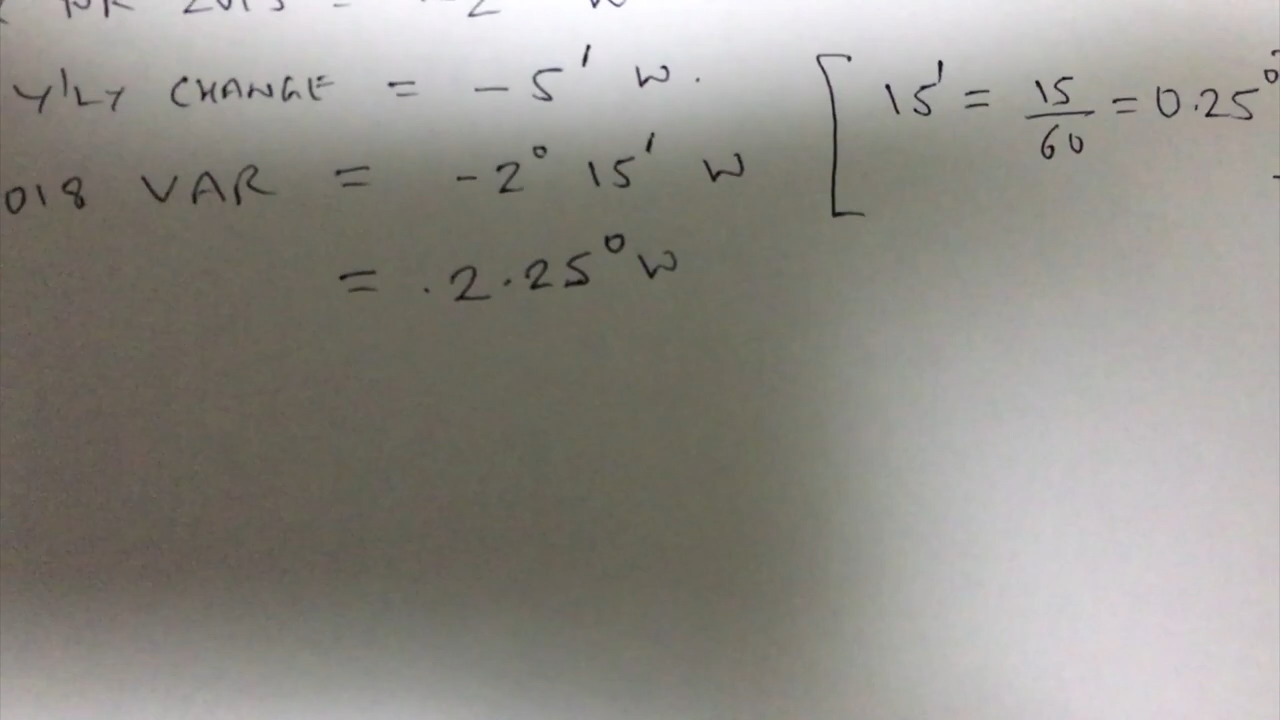 Y'LY CHANGE = -5' W.
018 VAR = -2° 15' W
= .2.25° W
[ 15' = 15/60 = 0.25°